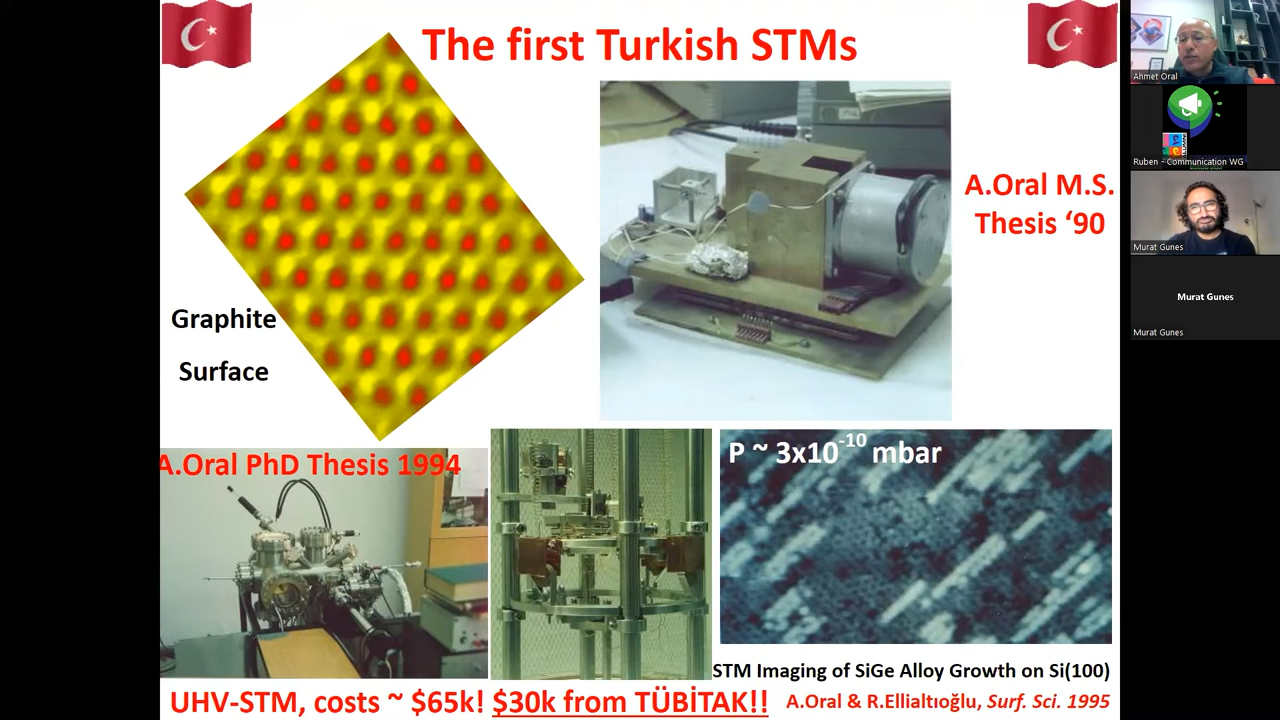 The first Turkish STMs
A.Oral M.S.
Thesis ‘90
Graphite
Surface
A.Oral PhD Thesis 1994
P ~ 3x10-10 mbar
STM Imaging of SiGe Alloy Growth on Si(100)
UHV-STM, costs ~ $65k! $30k from TÜBİTAK!!
A.Oral & R.Ellialtıoğlu, Surf. Sci. 1995
Ahmet Oral
Ruben - Communication WG
Murat Gunes
Murat Gunes
Murat Gunes